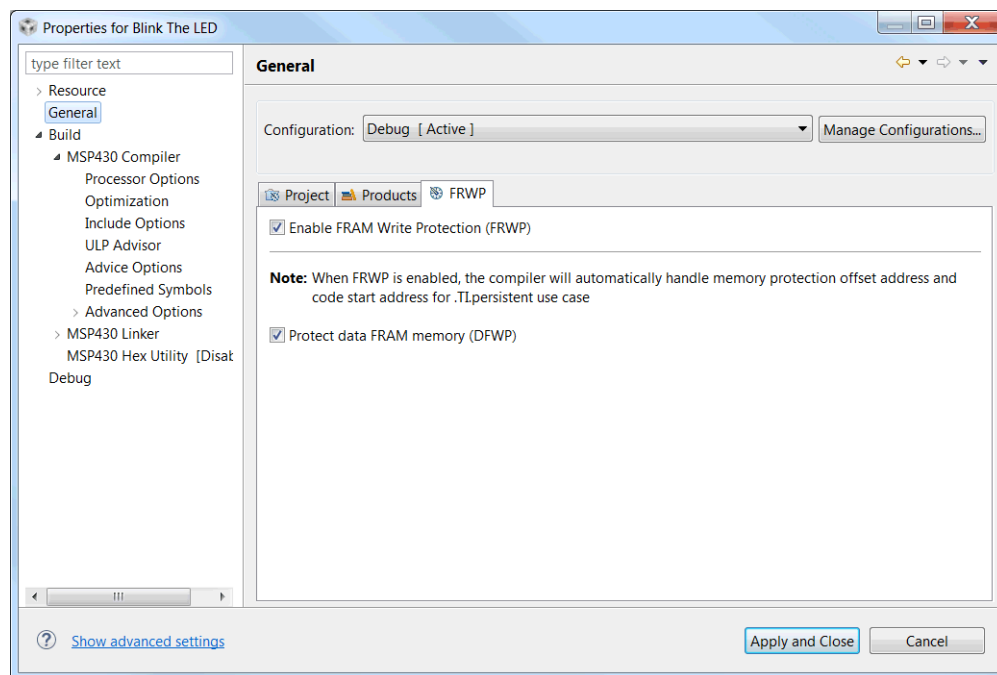 Properties for Blink The LED
type filter text
Resource
General
Build
MSP430 Compiler
Processor Options
Optimization
Include Options
ULP Advisor
Advice Options
Predefined Symbols
Advanced Options
MSP430 Linker
MSP430 Hex Utility [Disab
Debug
General
Configuration: Debug [ Active ] Manage Configurations...
Project Products FRWP
Enable FRAM Write Protection (FRWP)
Note: When FRWP is enabled, the compiler will automatically handle memory protection offset address and
code start address for .TI.persistent use case
Protect data FRAM memory (DFWP)
? Show advanced settings
Apply and Close Cancel